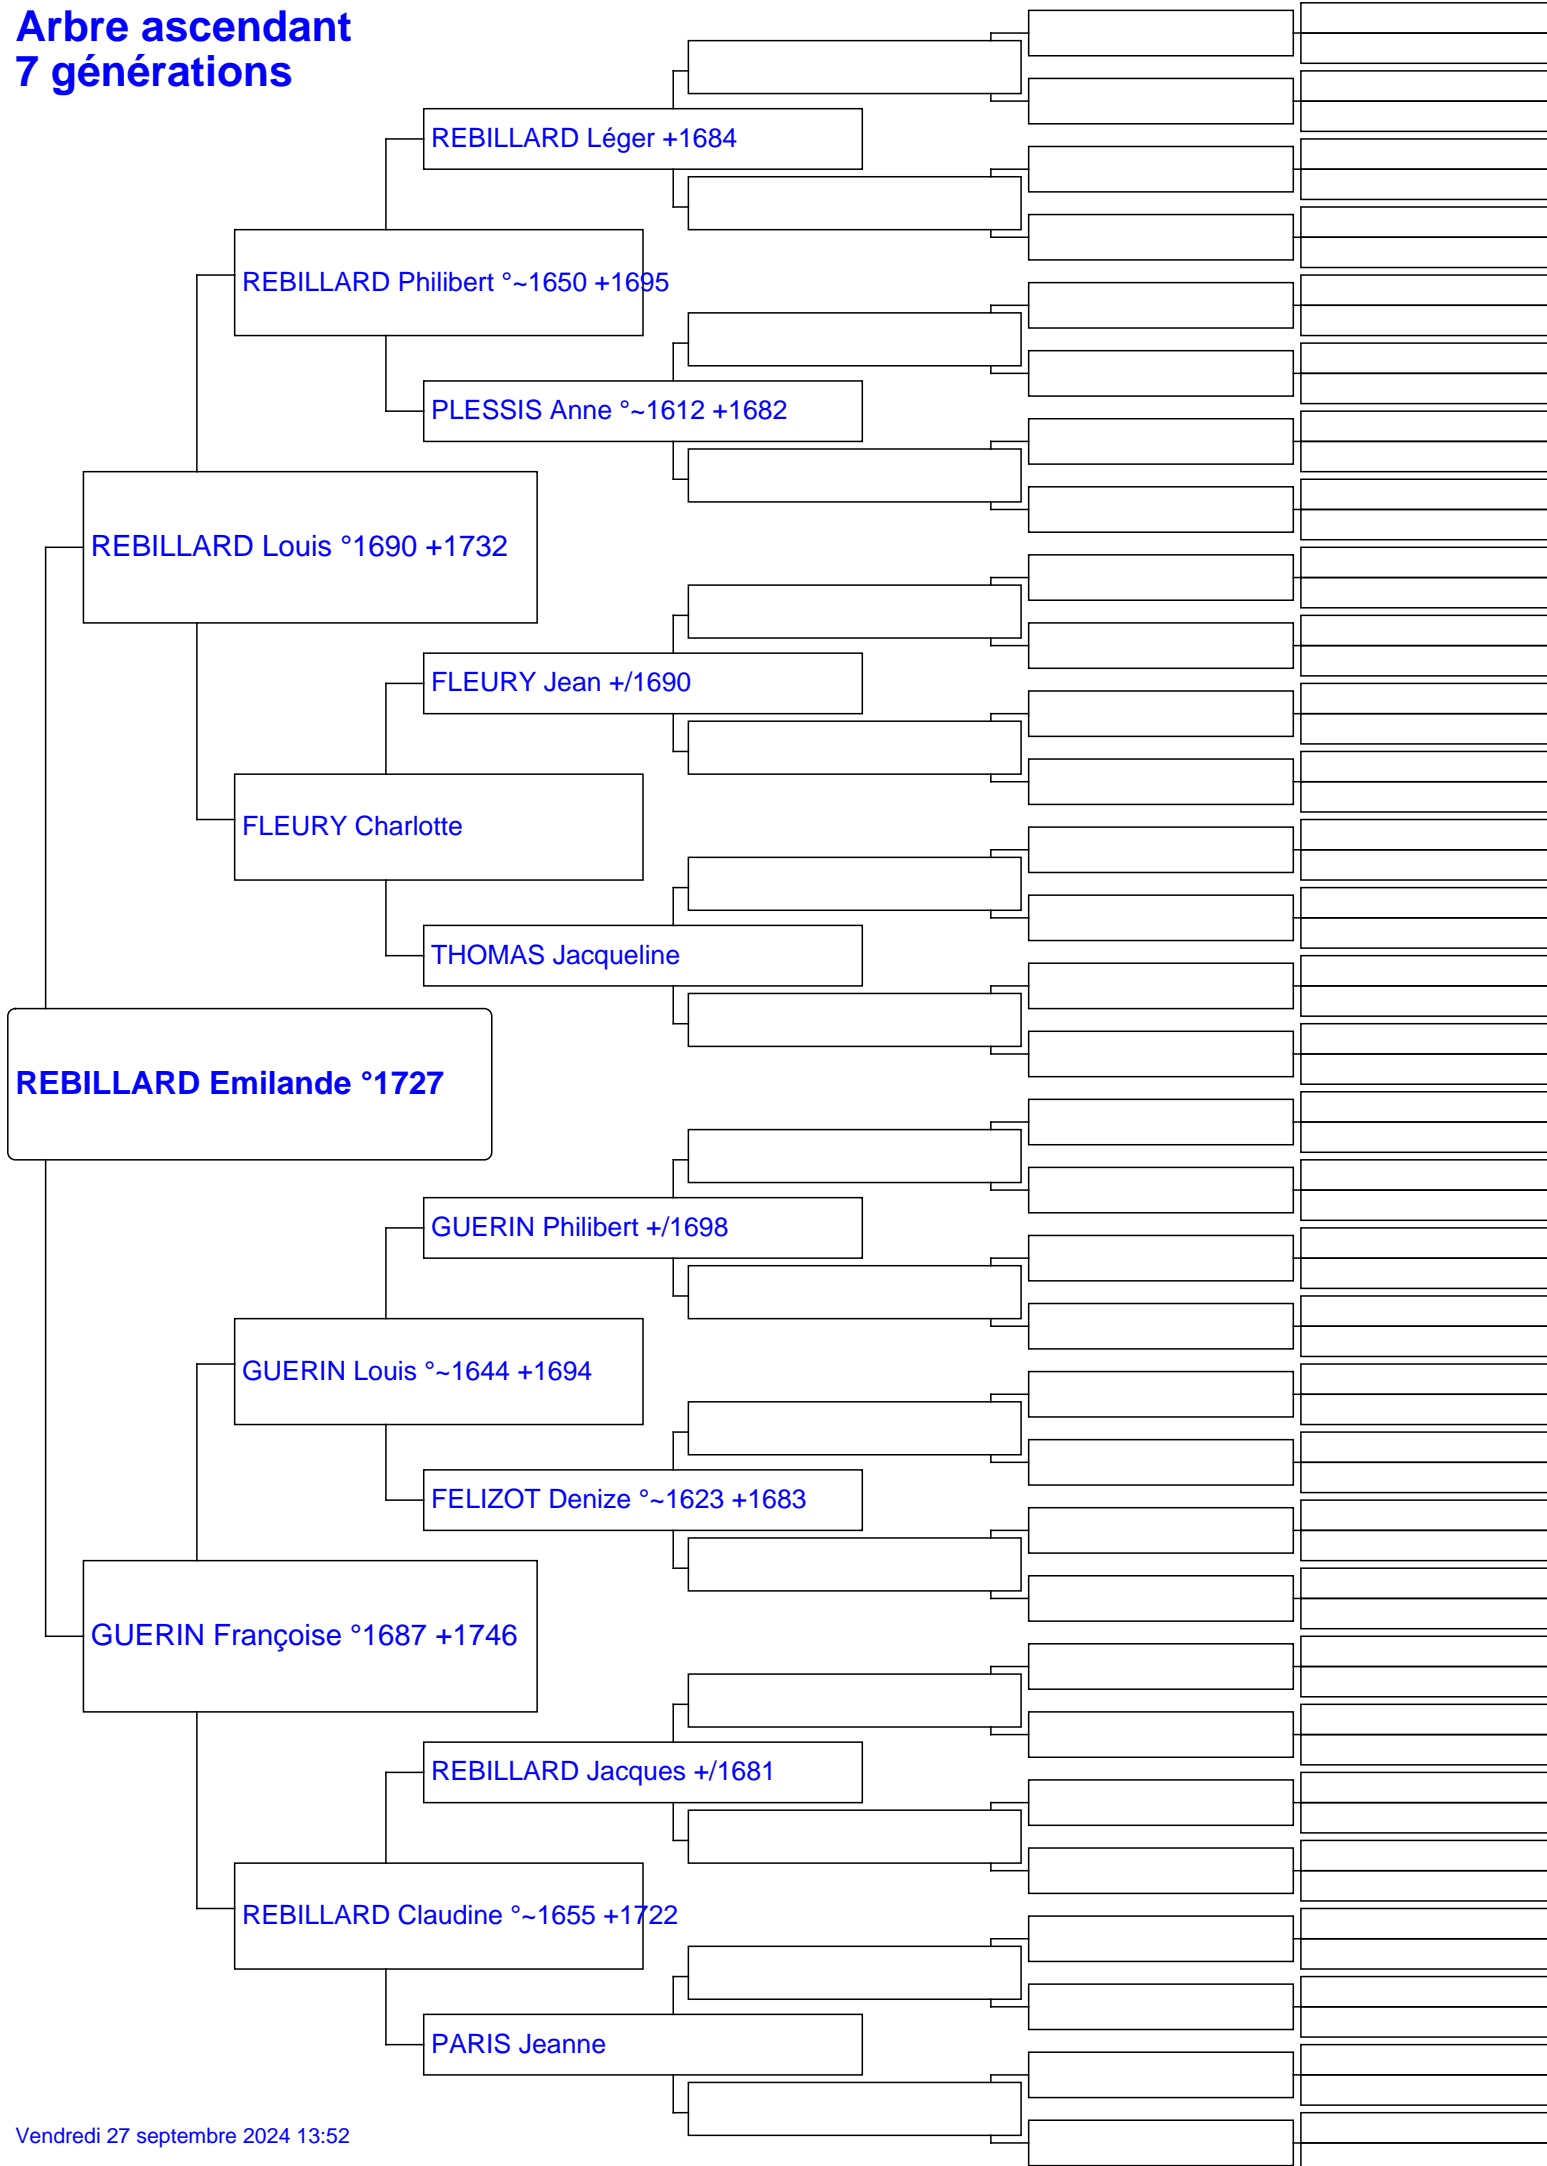 Arbre ascendant
7 générations
REBILLARD Léger +1684
REBILLARD Philibert °~1650 +1695
PLESSIS Anne °~1612 +1682
REBILLARD Louis °1690 +1732
FLEURY Jean +/1690
FLEURY Charlotte
THOMAS Jacqueline
REBILLARD Emilande °1727
GUERIN Philibert +/1698
GUERIN Louis °~1644 +1694
FELIZOT Denize °~1623 +1683
GUERIN Françoise °1687 +1746
REBILLARD Jacques +/1681
REBILLARD Claudine °~1655 +1722
PARIS Jeanne
Vendredi 27 septembre 2024 13:52